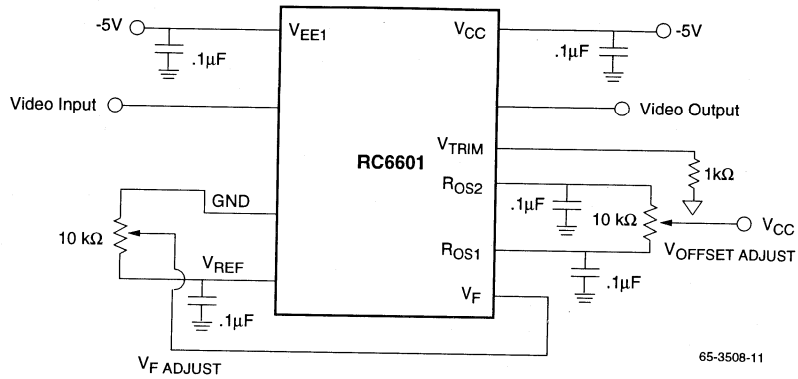 -5V
.1µF
VEE1
VCC
.1µF
-5V
Video Input
Video Output
RC6601
VTRIM
1kΩ
GND
ROS2
.1µF
10 kΩ
VCC
10 kΩ
VOFFSET ADJUST
VREF
ROS1
.1µF
.1µF
VF
VF ADJUST
65-3508-11